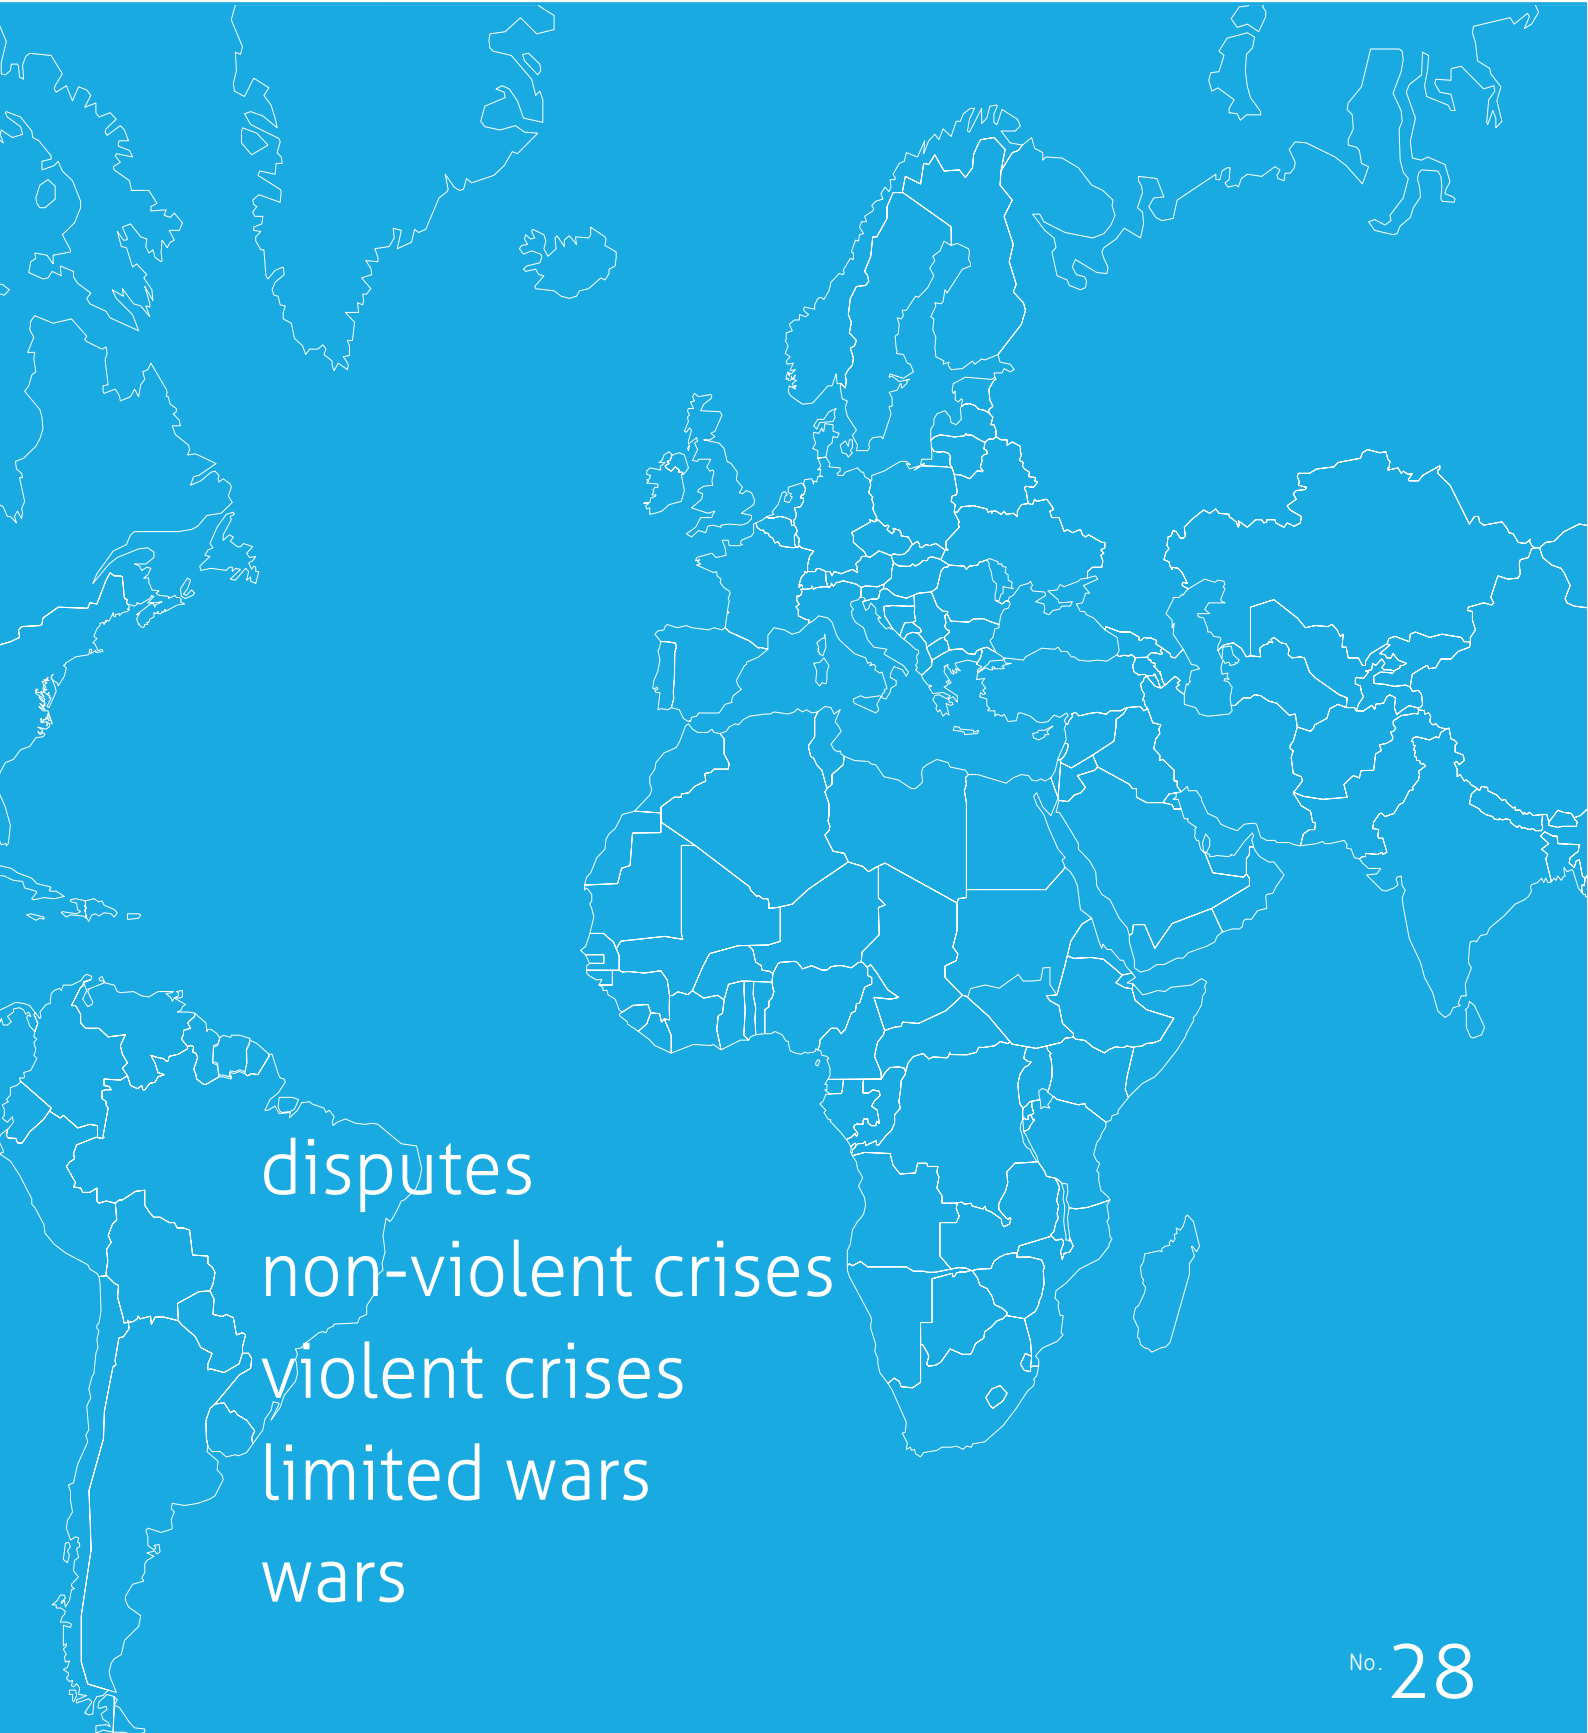 disputes
non-violent crises
violent crises
limited wars
wars
No. 28